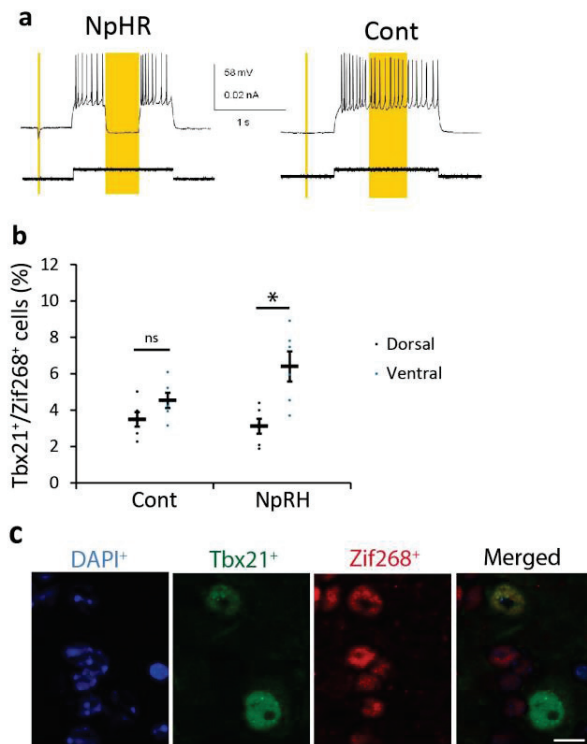 a
NpHR
Cont
58 mV
0.02 nA
1 s
b
Tbx21+/Zif268+ cells (%)
12
10
8
6
4
2
0
ns
*
Dorsal
Ventral
Cont
NpRH
c
DAPI+
Tbx21+
Zif268+
Merged